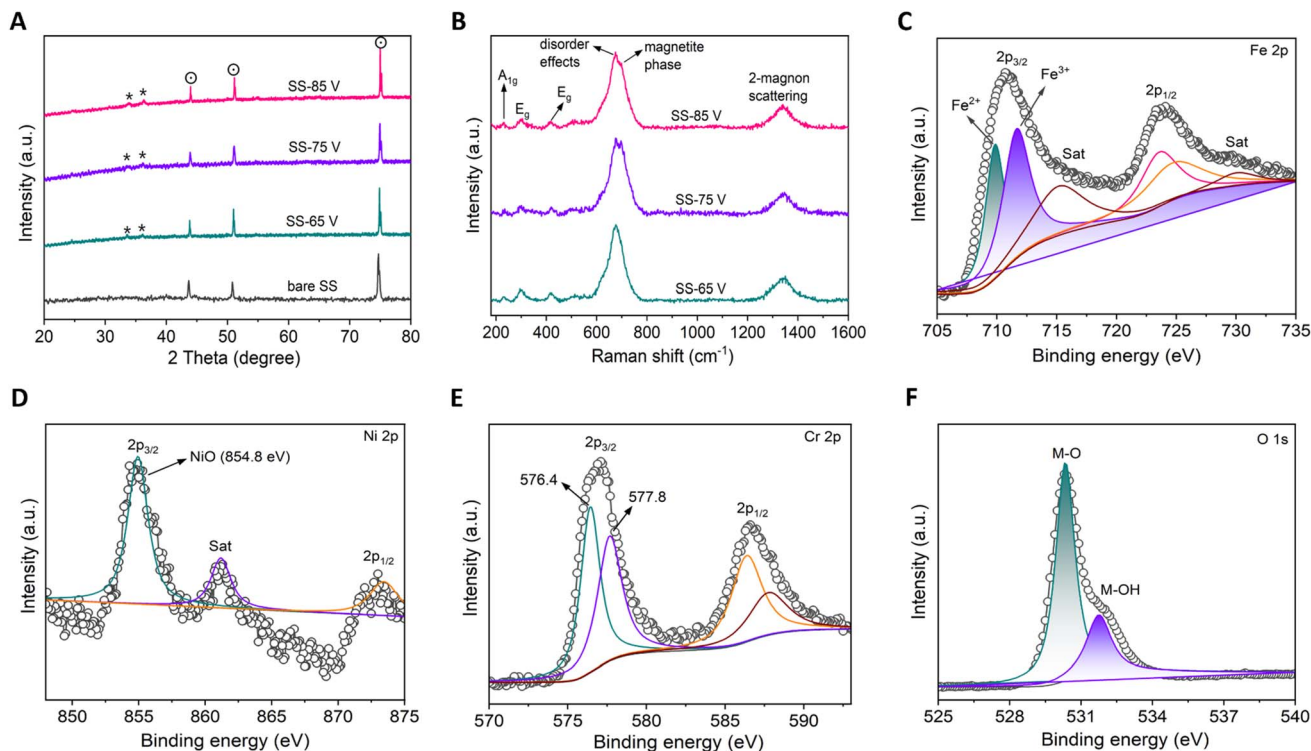 A
Intensity (a.u.)
SS-85 V
* *
SS-75 V
* *
SS-65 V
* *
bare SS
20 30 40 50 60 70 80
2 Theta (degree)
B
Intensity (a.u.)
disorder
effects
magnetite
phase
A1g
Eg
Eg
2-magnon
scattering
SS-85 V
SS-75 V
SS-65 V
200 400 600 800 1000 1200 1400 1600
Raman shift (cm⁻¹)
C
Intensity (a.u.)
Fe 2p
2p3/2
Fe³⁺
Fe²⁺
2p1/2
Sat
Sat
705 710 715 720 725 730 735
Binding energy (eV)
D
Intensity (a.u.)
Ni 2p
2p3/2
NiO (854.8 eV)
Sat
2p1/2
850 855 860 865 870 875
Binding energy (eV)
E
Intensity (a.u.)
Cr 2p
2p3/2
576.4
577.8
2p1/2
570 575 580 585 590
Binding energy (eV)
F
Intensity (a.u.)
O 1s
M-O
M-OH
525 528 531 534 537 540
Binding energy (eV)